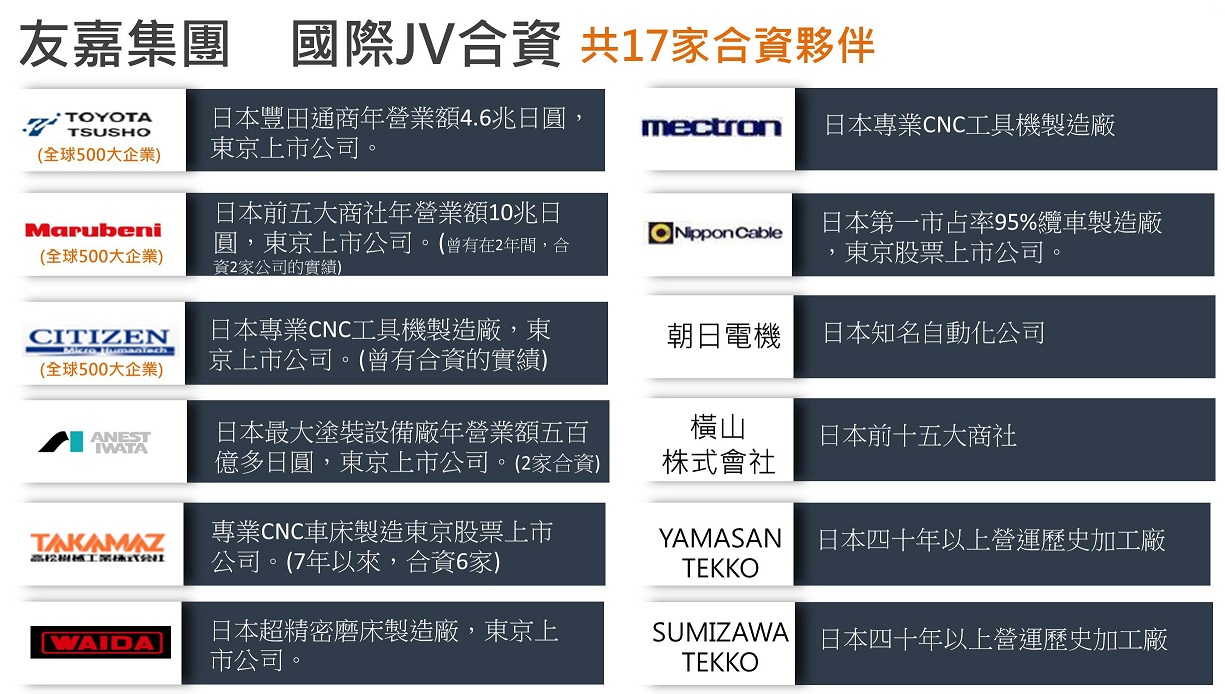 友嘉集團 國際JV合資 共17家合資夥伴
TOYOTA
TSUSHO
(全球500大企業)
日本豐田通商年營業額4.6兆日圓，
東京上市公司。
Marubeni
(全球500大企業)
日本前五大商社年營業額10兆日
圓，東京上市公司。(曾有在2年間，合
資2家公司的實績)
CITIZEN
Micro HumanTech
(全球500大企業)
日本專業CNC工具機製造廠，東
京上市公司。(曾有合資的實績)
ANEST
IWATA
日本最大塗裝設備廠年營業額五百
億多日圓，東京上市公司。(2家合資)
TAKAMAZ
高松機械工業株式会社
專業CNC車床製造東京股票上市
公司。(7年以來，合資6家)
WAIDA
日本超精密磨床製造廠，東京上
市公司。
mectron
日本專業CNC工具機製造廠
Nippon Cable
日本第一市占率95%纜車製造廠
，東京股票上市公司。
朝日電機
日本知名自動化公司
橫山
株式會社
日本前十五大商社
YAMASAN
TEKKO
日本四十年以上營運歷史加工廠
SUMIZAWA
TEKKO
日本四十年以上營運歷史加工廠